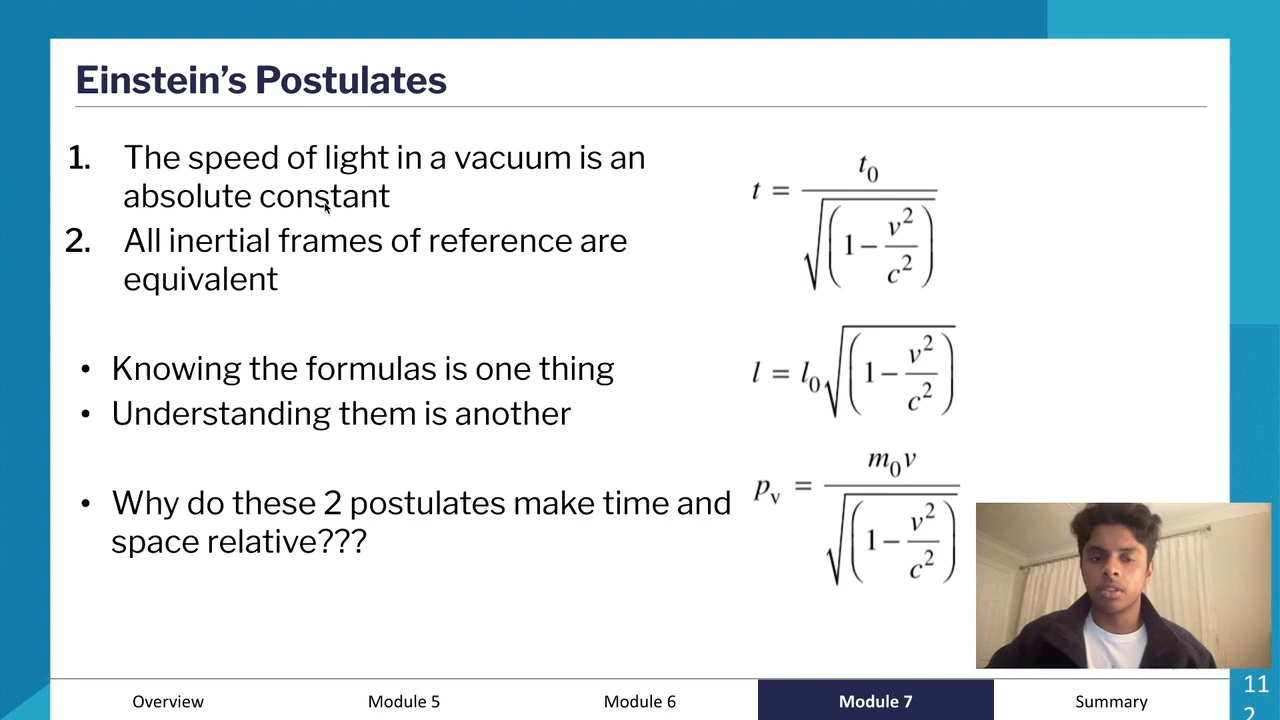 Einstein’s Postulates
1. The speed of light in a vacuum is an
absolute constant
2. All inertial frames of reference are
equivalent
• Knowing the formulas is one thing
• Understanding them is another
• Why do these 2 postulates make time and
space relative???
t = t₀ / √(1 − v²/c²)
l = l₀ √(1 − v²/c²)
pᵥ = m₀v / √(1 − v²/c²)
Overview Module 5 Module 6 Module 7 Summary
11
2